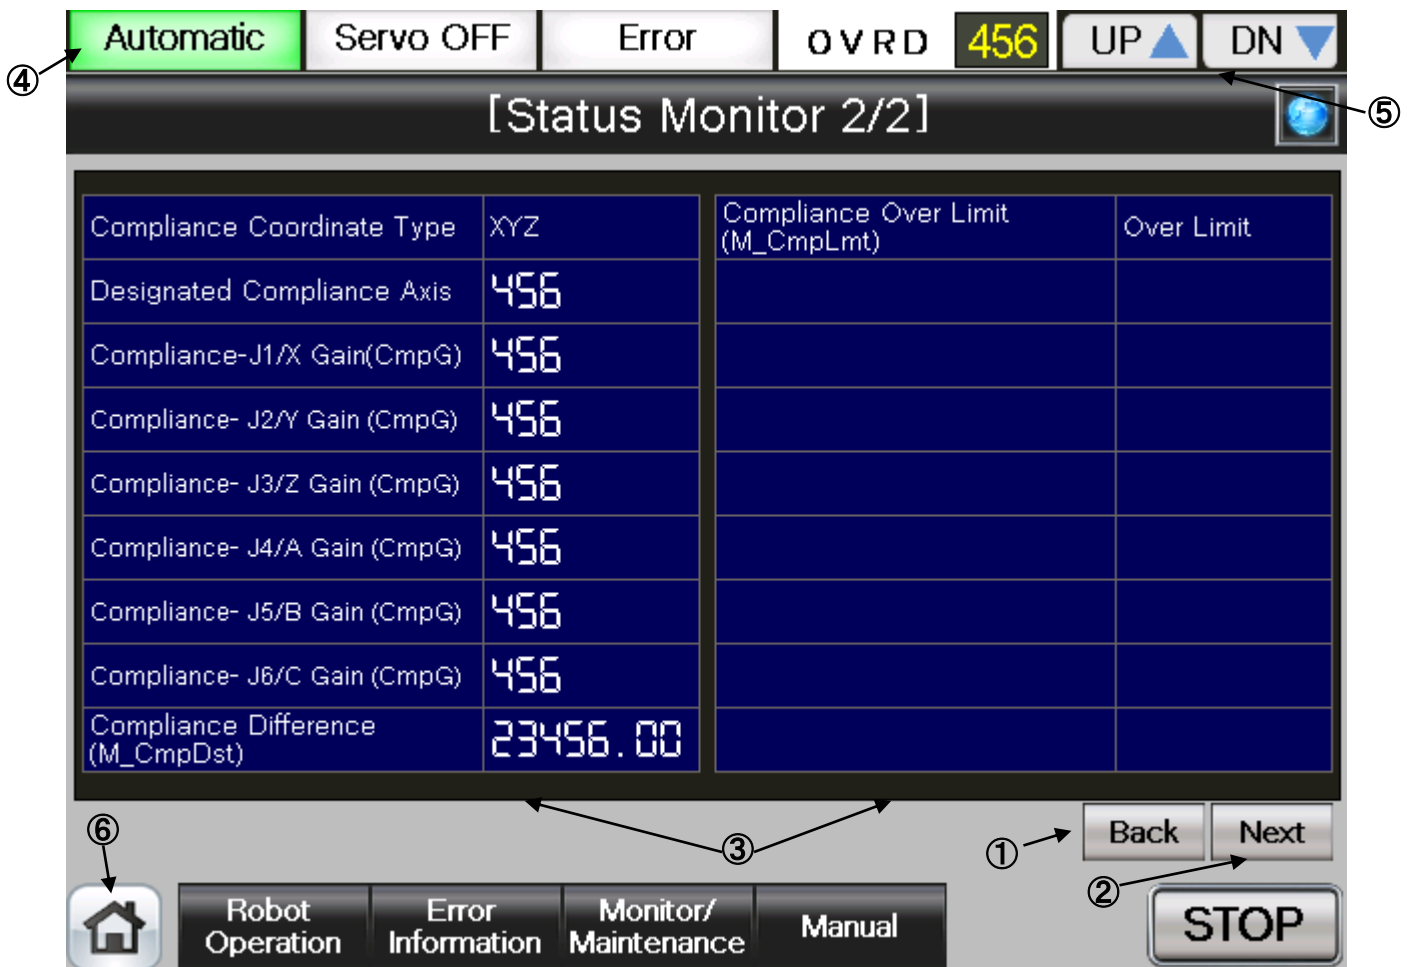 Automatic Servo OFF Error OVRD 456 UP DN
④
⑤
[Status Monitor 2/2]
Compliance Coordinate Type XYZ
Compliance Over Limit
(M_CmpLmt)
Over Limit
Designated Compliance Axis 456
Compliance-J1/X Gain(CmpG) 456
Compliance- J2/Y Gain (CmpG) 456
Compliance- J3/Z Gain (CmpG) 456
Compliance- J4/A Gain (CmpG) 456
Compliance- J5/B Gain (CmpG) 456
Compliance- J6/C Gain (CmpG) 456
Compliance Difference
(M_CmpDst)
23456.00
⑥
③
①
Back Next
②
Robot
Operation
Error
Information
Monitor/
Maintenance
Manual
STOP